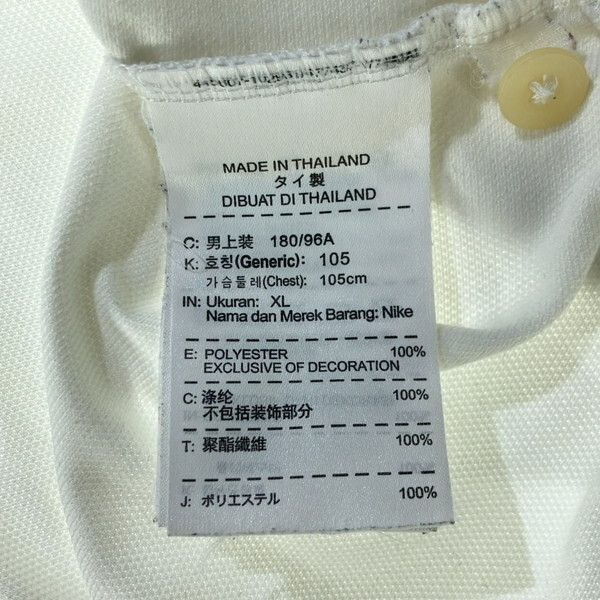 MADE IN THAILAND
タイ製
DIBUAT DI THAILAND
C: 男上装 180/96A
K: 호칭(Generic): 105
가슴둘레(Chest): 105cm
IN: Ukuran: XL
Nama dan Merek Barang: Nike
E: POLYESTER 100%
EXCLUSIVE OF DECORATION
C: 涤纶 100%
不包括装饰部分
T: 聚酯纖維 100%
J: ポリエステル 100%